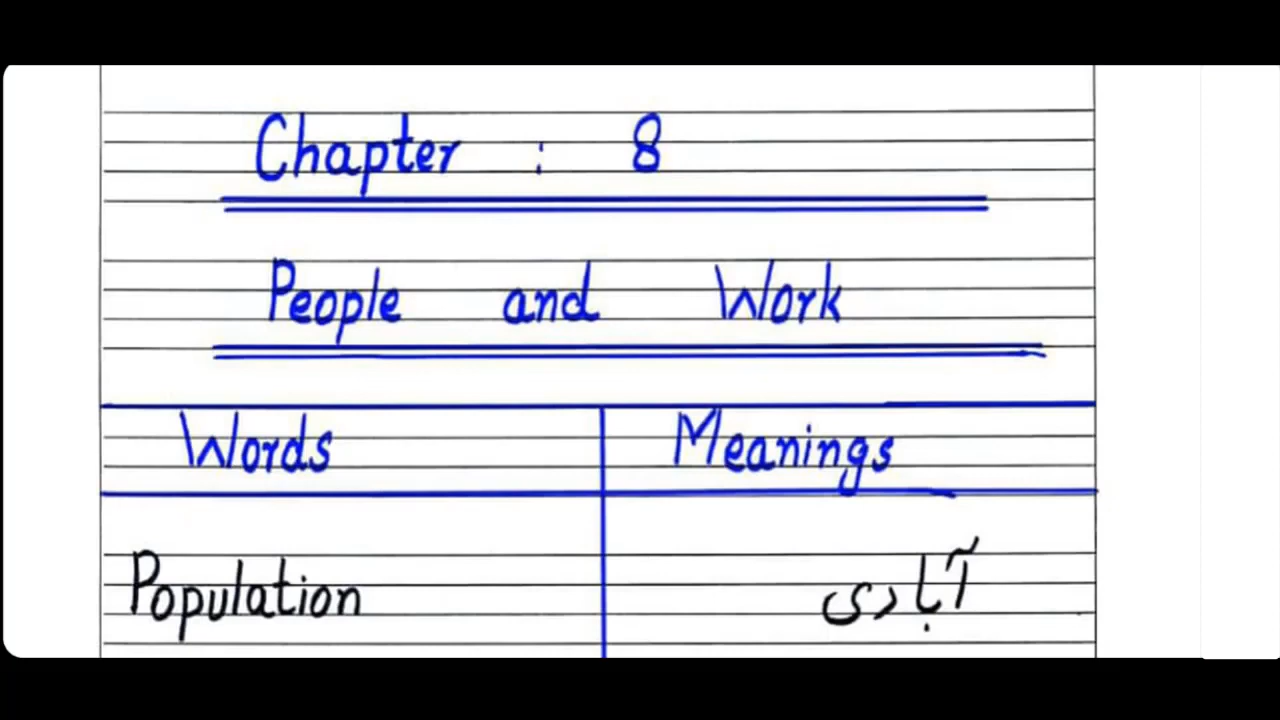 Chapter : 8
People and Work
Words Meanings
Population آبادی